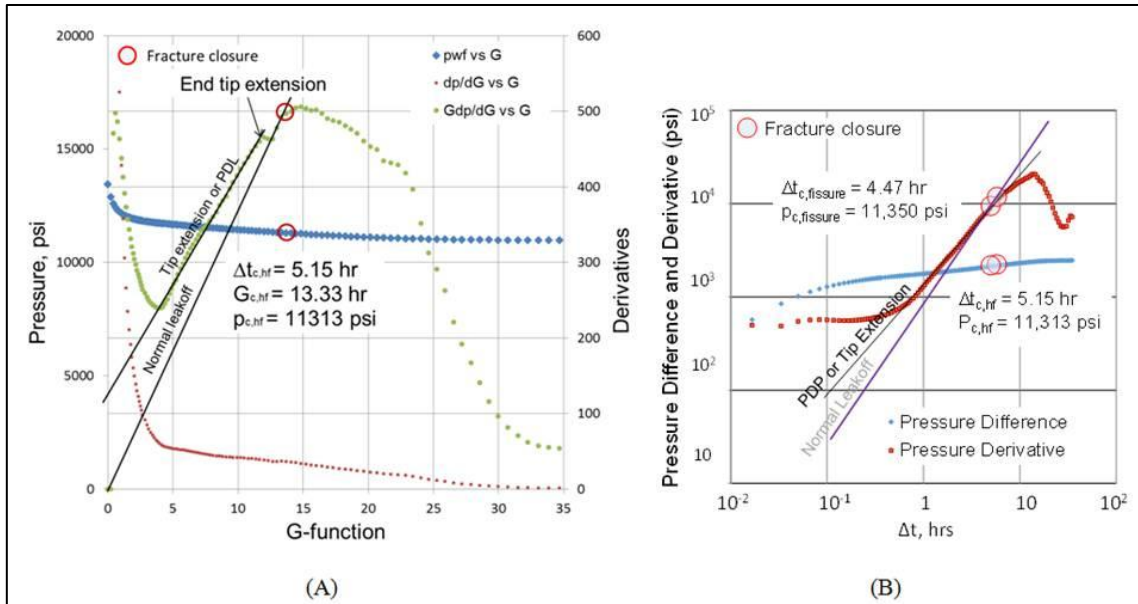 20000
15000
10000
5000
0
Pressure, psi
600
500
400
300
200
100
0
Derivatives
Fracture closure
End tip extension
pwf vs G
dp/dG vs G
Gdp/dG vs G
Tip extension or PDL
Normal leakoff
Δtc,hf = 5.15 hr
Gc,hf = 13.33 hr
pc,hf = 11313 psi
0 5 10 15 20 25 30 35
G-function
(A)
Pressure Difference and Derivative (psi)
10^5
10^4
10^3
10^2
10
Fracture closure
Δtc,fissure = 4.47 hr
pc,fissure = 11,350 psi
Δtc,hf = 5.15 hr
Pc,hf = 11,313 psi
PDP or Tip Extension
Normal Leakoff
Pressure Difference
Pressure Derivative
10^-2 10^-1 1 10 10^2
Δt, hrs
(B)